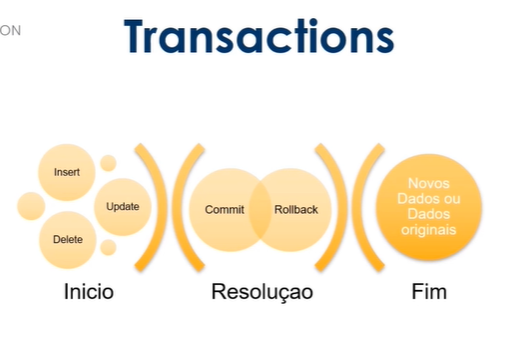 ON
Transactions
Insert
Update
Delete
Commit
Rollback
Novos
Dados ou
Dados
originais
Inicio
Resoluçao
Fim